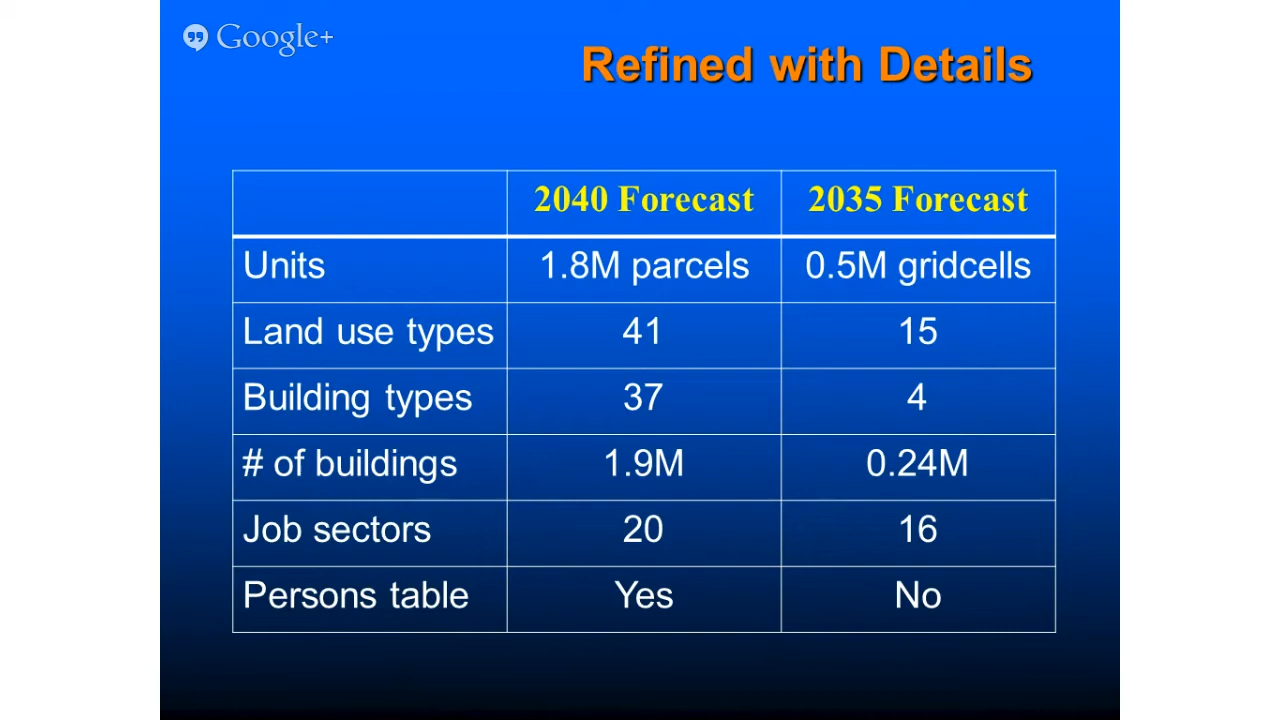 Google+
Refined with Details
2040 Forecast 2035 Forecast
Units 1.8M parcels 0.5M gridcells
Land use types 41 15
Building types 37 4
# of buildings 1.9M 0.24M
Job sectors 20 16
Persons table Yes No